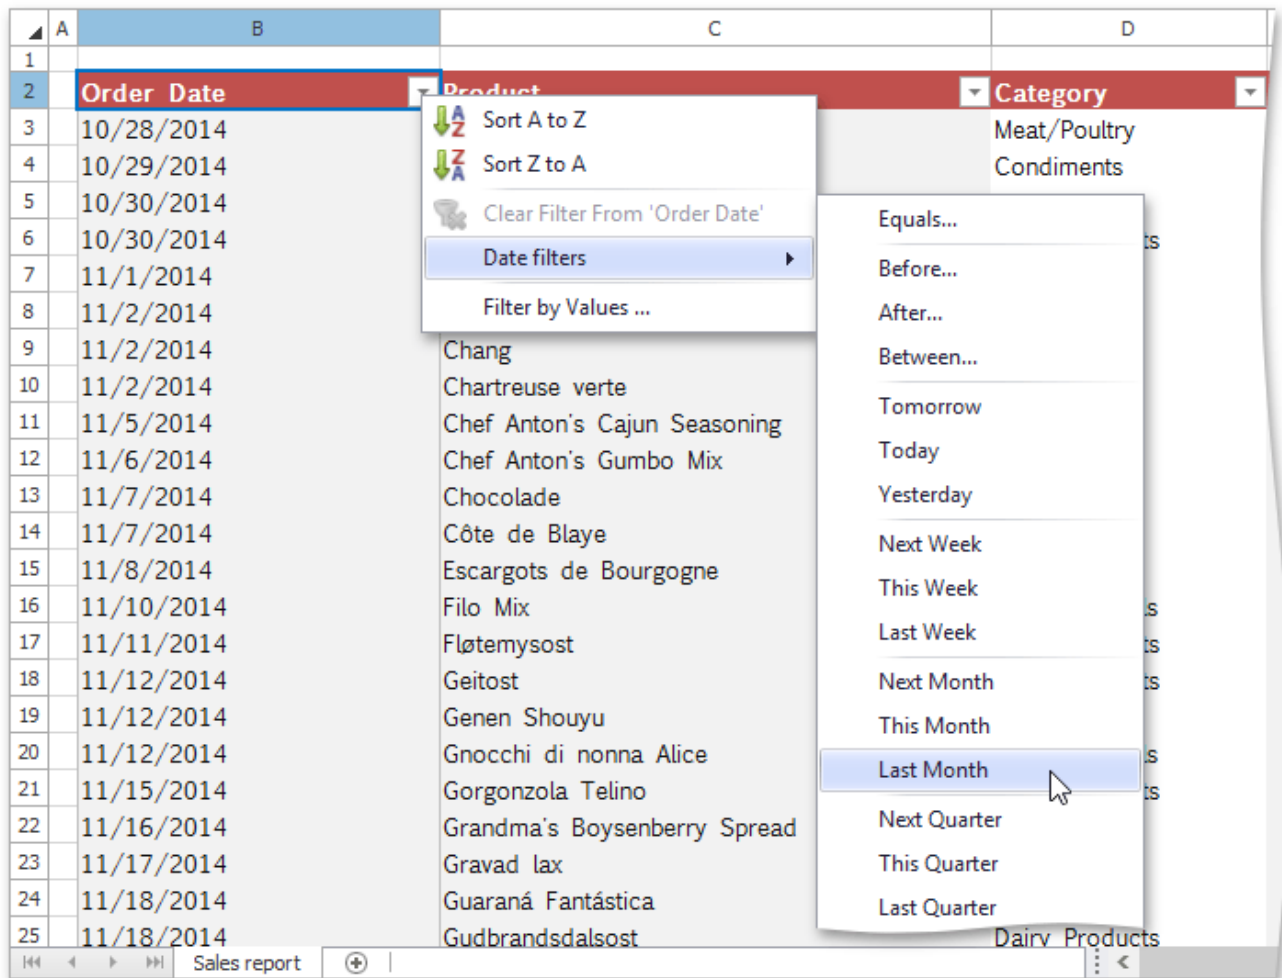 A B C D
1
2 Order Date Product Category
3 10/28/2014 Sort A to Z Meat/Poultry
4 10/29/2014 Sort Z to A Condiments
5 10/30/2014 Clear Filter From 'Order Date' Equals...
6 10/30/2014 Date filters ts
7 11/1/2014 Before...
8 11/2/2014 Filter by Values ... After...
9 11/2/2014 Chang Between...
10 11/2/2014 Chartreuse verte Tomorrow
11 11/5/2014 Chef Anton's Cajun Seasoning
12 11/6/2014 Chef Anton's Gumbo Mix Today
13 11/7/2014 Chocolade Yesterday
14 11/7/2014 Côte de Blaye Next Week
15 11/8/2014 Escargots de Bourgogne This Week
16 11/10/2014 Filo Mix ls
17 11/11/2014 Fløtemysost Last Week ts
18 11/12/2014 Geitost Next Month ts
19 11/12/2014 Genen Shouyu This Month
20 11/12/2014 Gnocchi di nonna Alice Last Month ls
21 11/15/2014 Gorgonzola Telino ts
22 11/16/2014 Grandma's Boysenberry Spread Next Quarter
23 11/17/2014 Gravad lax This Quarter
24 11/18/2014 Guaraná Fantástica Last Quarter
25 11/18/2014 Gudbrandsdalsost Dairy Products
Sales report